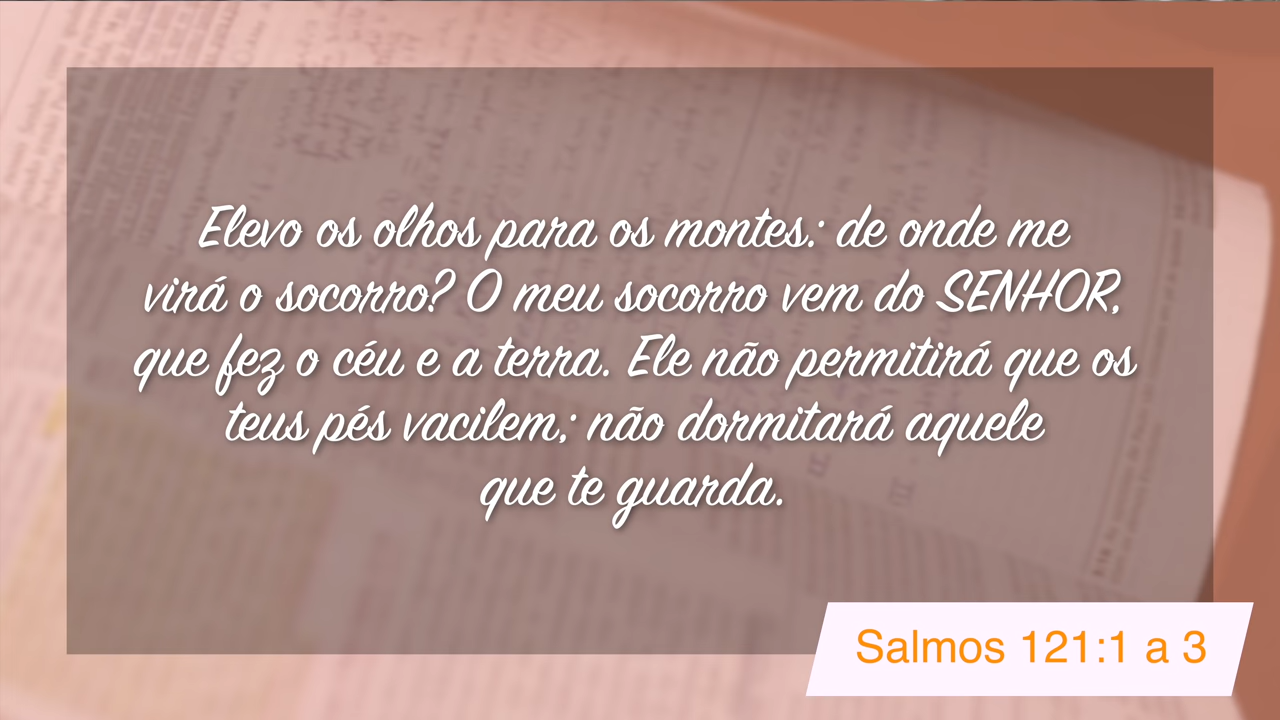 Elevo os olhos para os montes: de onde me
virá o socorro? O meu socorro vem do SENHOR,
que fez o céu e a terra. Ele não permitirá que os
teus pés vacilem; não dormitará aquele
que te guarda.
Salmos 121:1 a 3